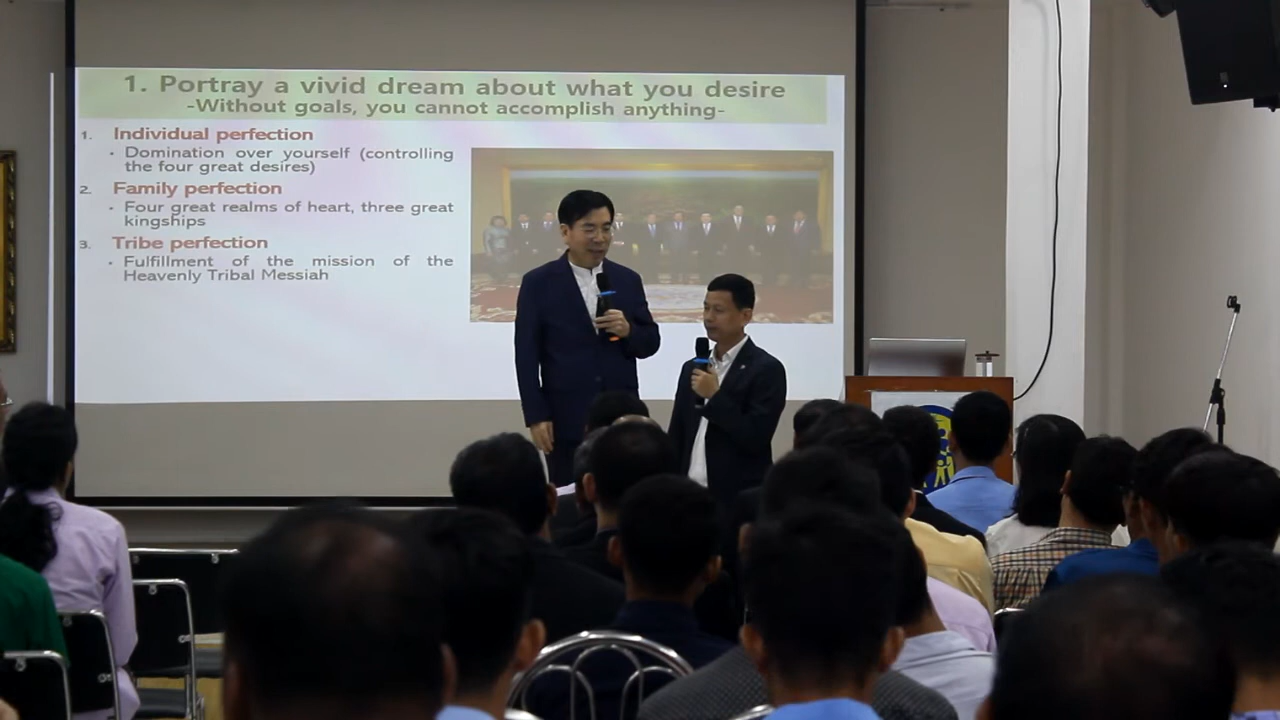 1. Portray a vivid dream about what you desire
-Without goals, you cannot accomplish anything-
1. Individual perfection
• Domination over yourself (controlling
the four great desires)
2. Family perfection
• Four great realms of heart, three great
kingships
3. Tribe perfection
• Fulfillment of the mission of the
Heavenly Tribal Messiah